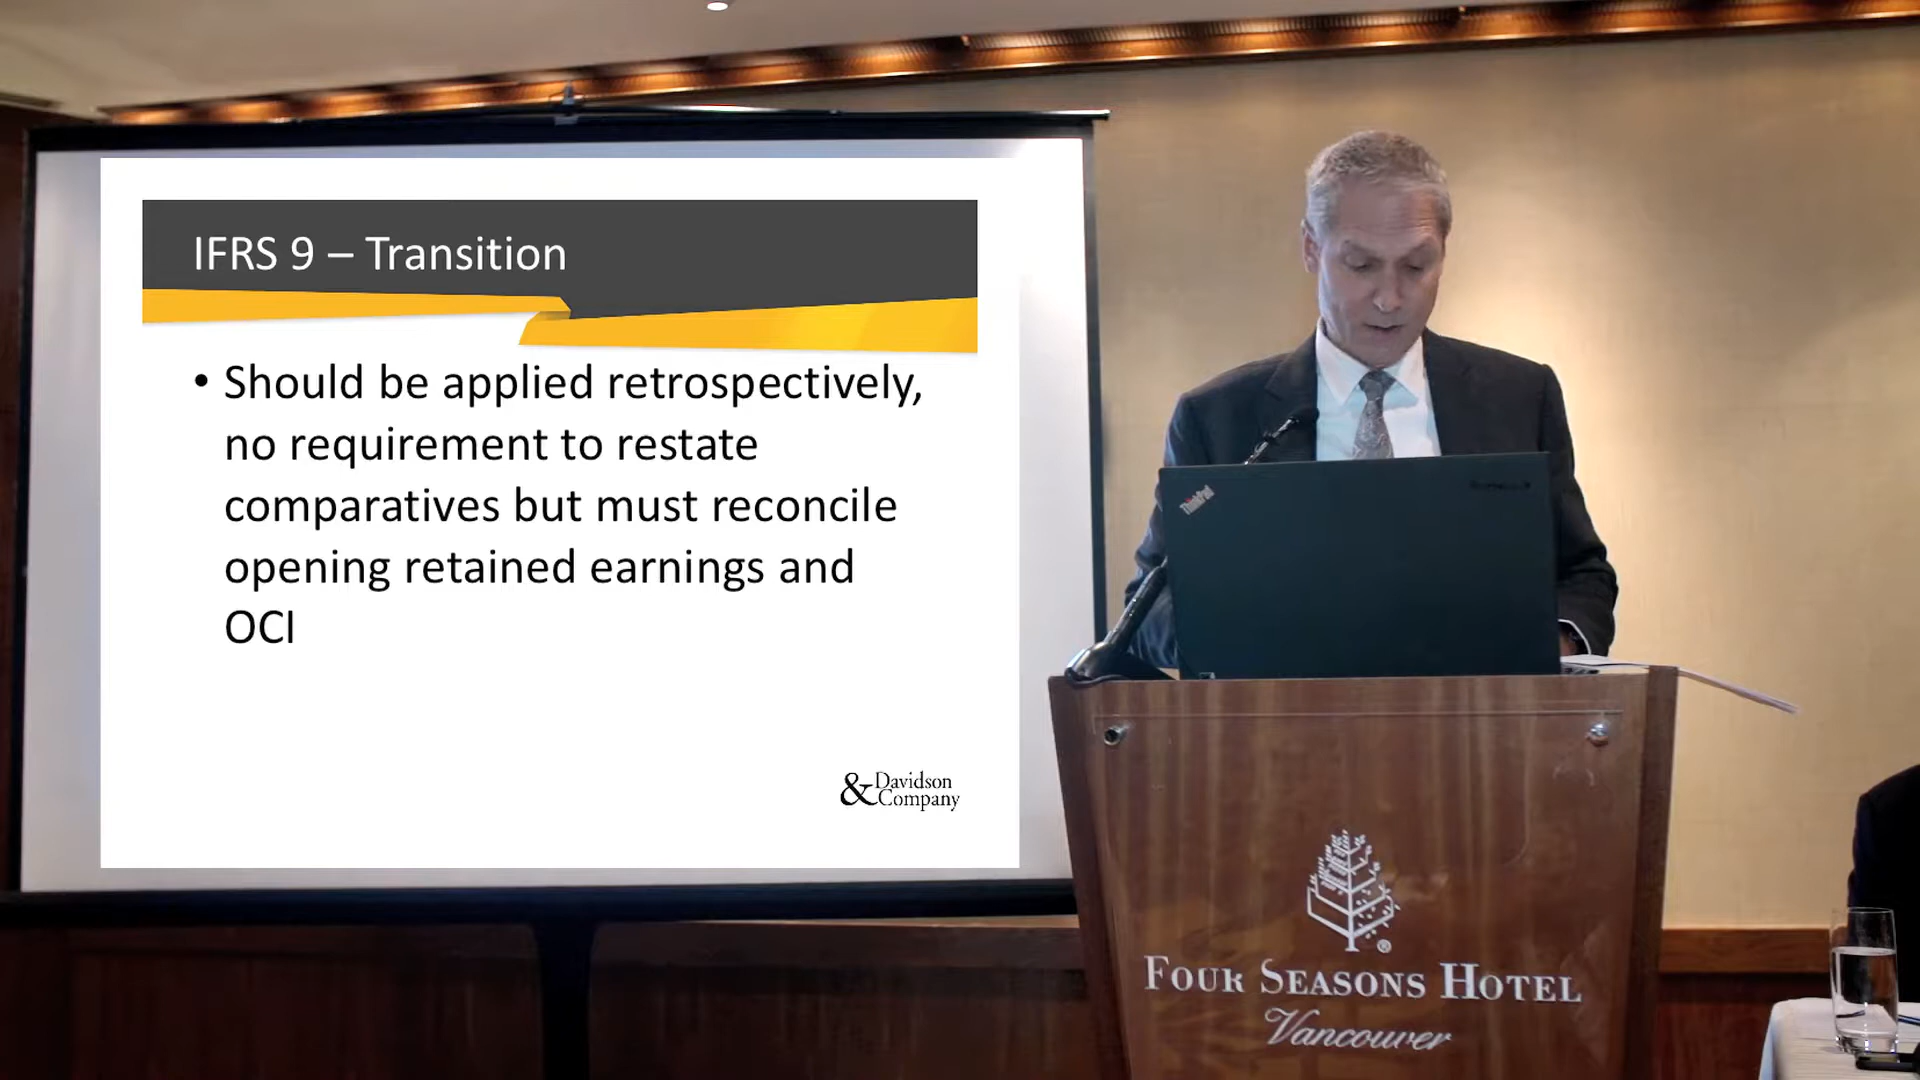 IFRS 9 – Transition
• Should be applied retrospectively,
no requirement to restate
comparatives but must reconcile
opening retained earnings and
OCI
& Davidson
Company
ThinkPad
FOUR SEASONS HOTEL
Vancouver
®